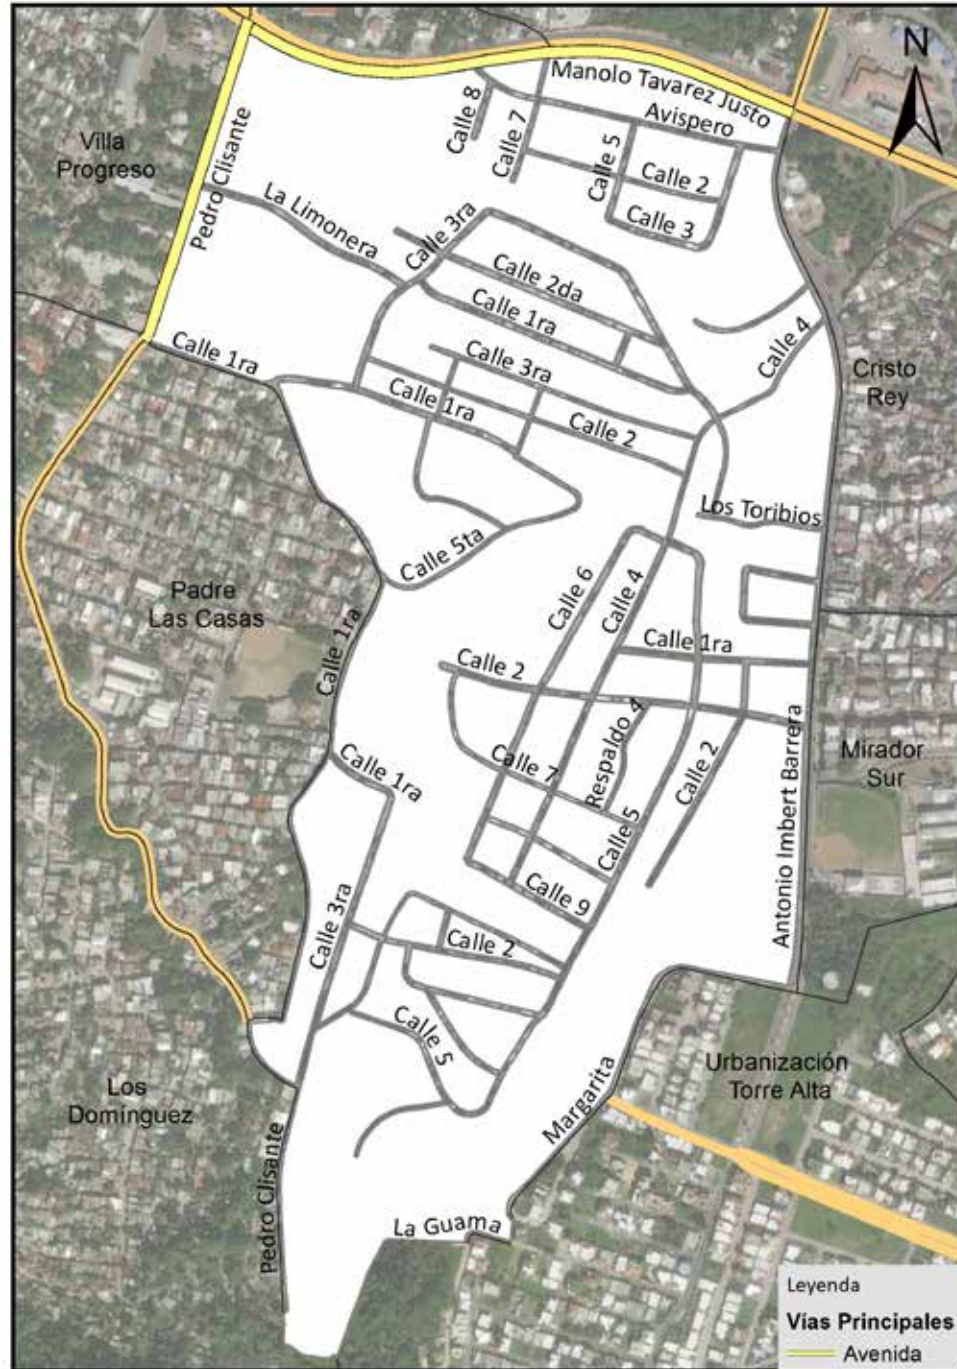 N
Manolo Tavarez Justo
Avispero
Calle 8
Calle 7
Calle 5
Calle 2
Calle 3
Villa
Progreso
Pedro Clisante
La Limonera
Calle 3ra
Calle 2da
Calle 1ra
Calle 4
Calle 1ra
Calle 3ra
Calle 1ra
Calle 2
Cristo
Rey
Los Toribios
Calle 5ta
Padre
Las Casas
Calle 1ra
Calle 6
Calle 4
Calle 1ra
Calle 2
Respaldo 4
Calle 7
Calle 2
Calle 5
Mirador
Sur
Antonio Imbert Barrera
Calle 1ra
Calle 9
Calle 3ra
Calle 2
Calle 5
Los
Domínguez
Urbanización
Torre Alta
Margarita
Pedro Clisante
La Guama
Leyenda
Vías Principales
Avenida